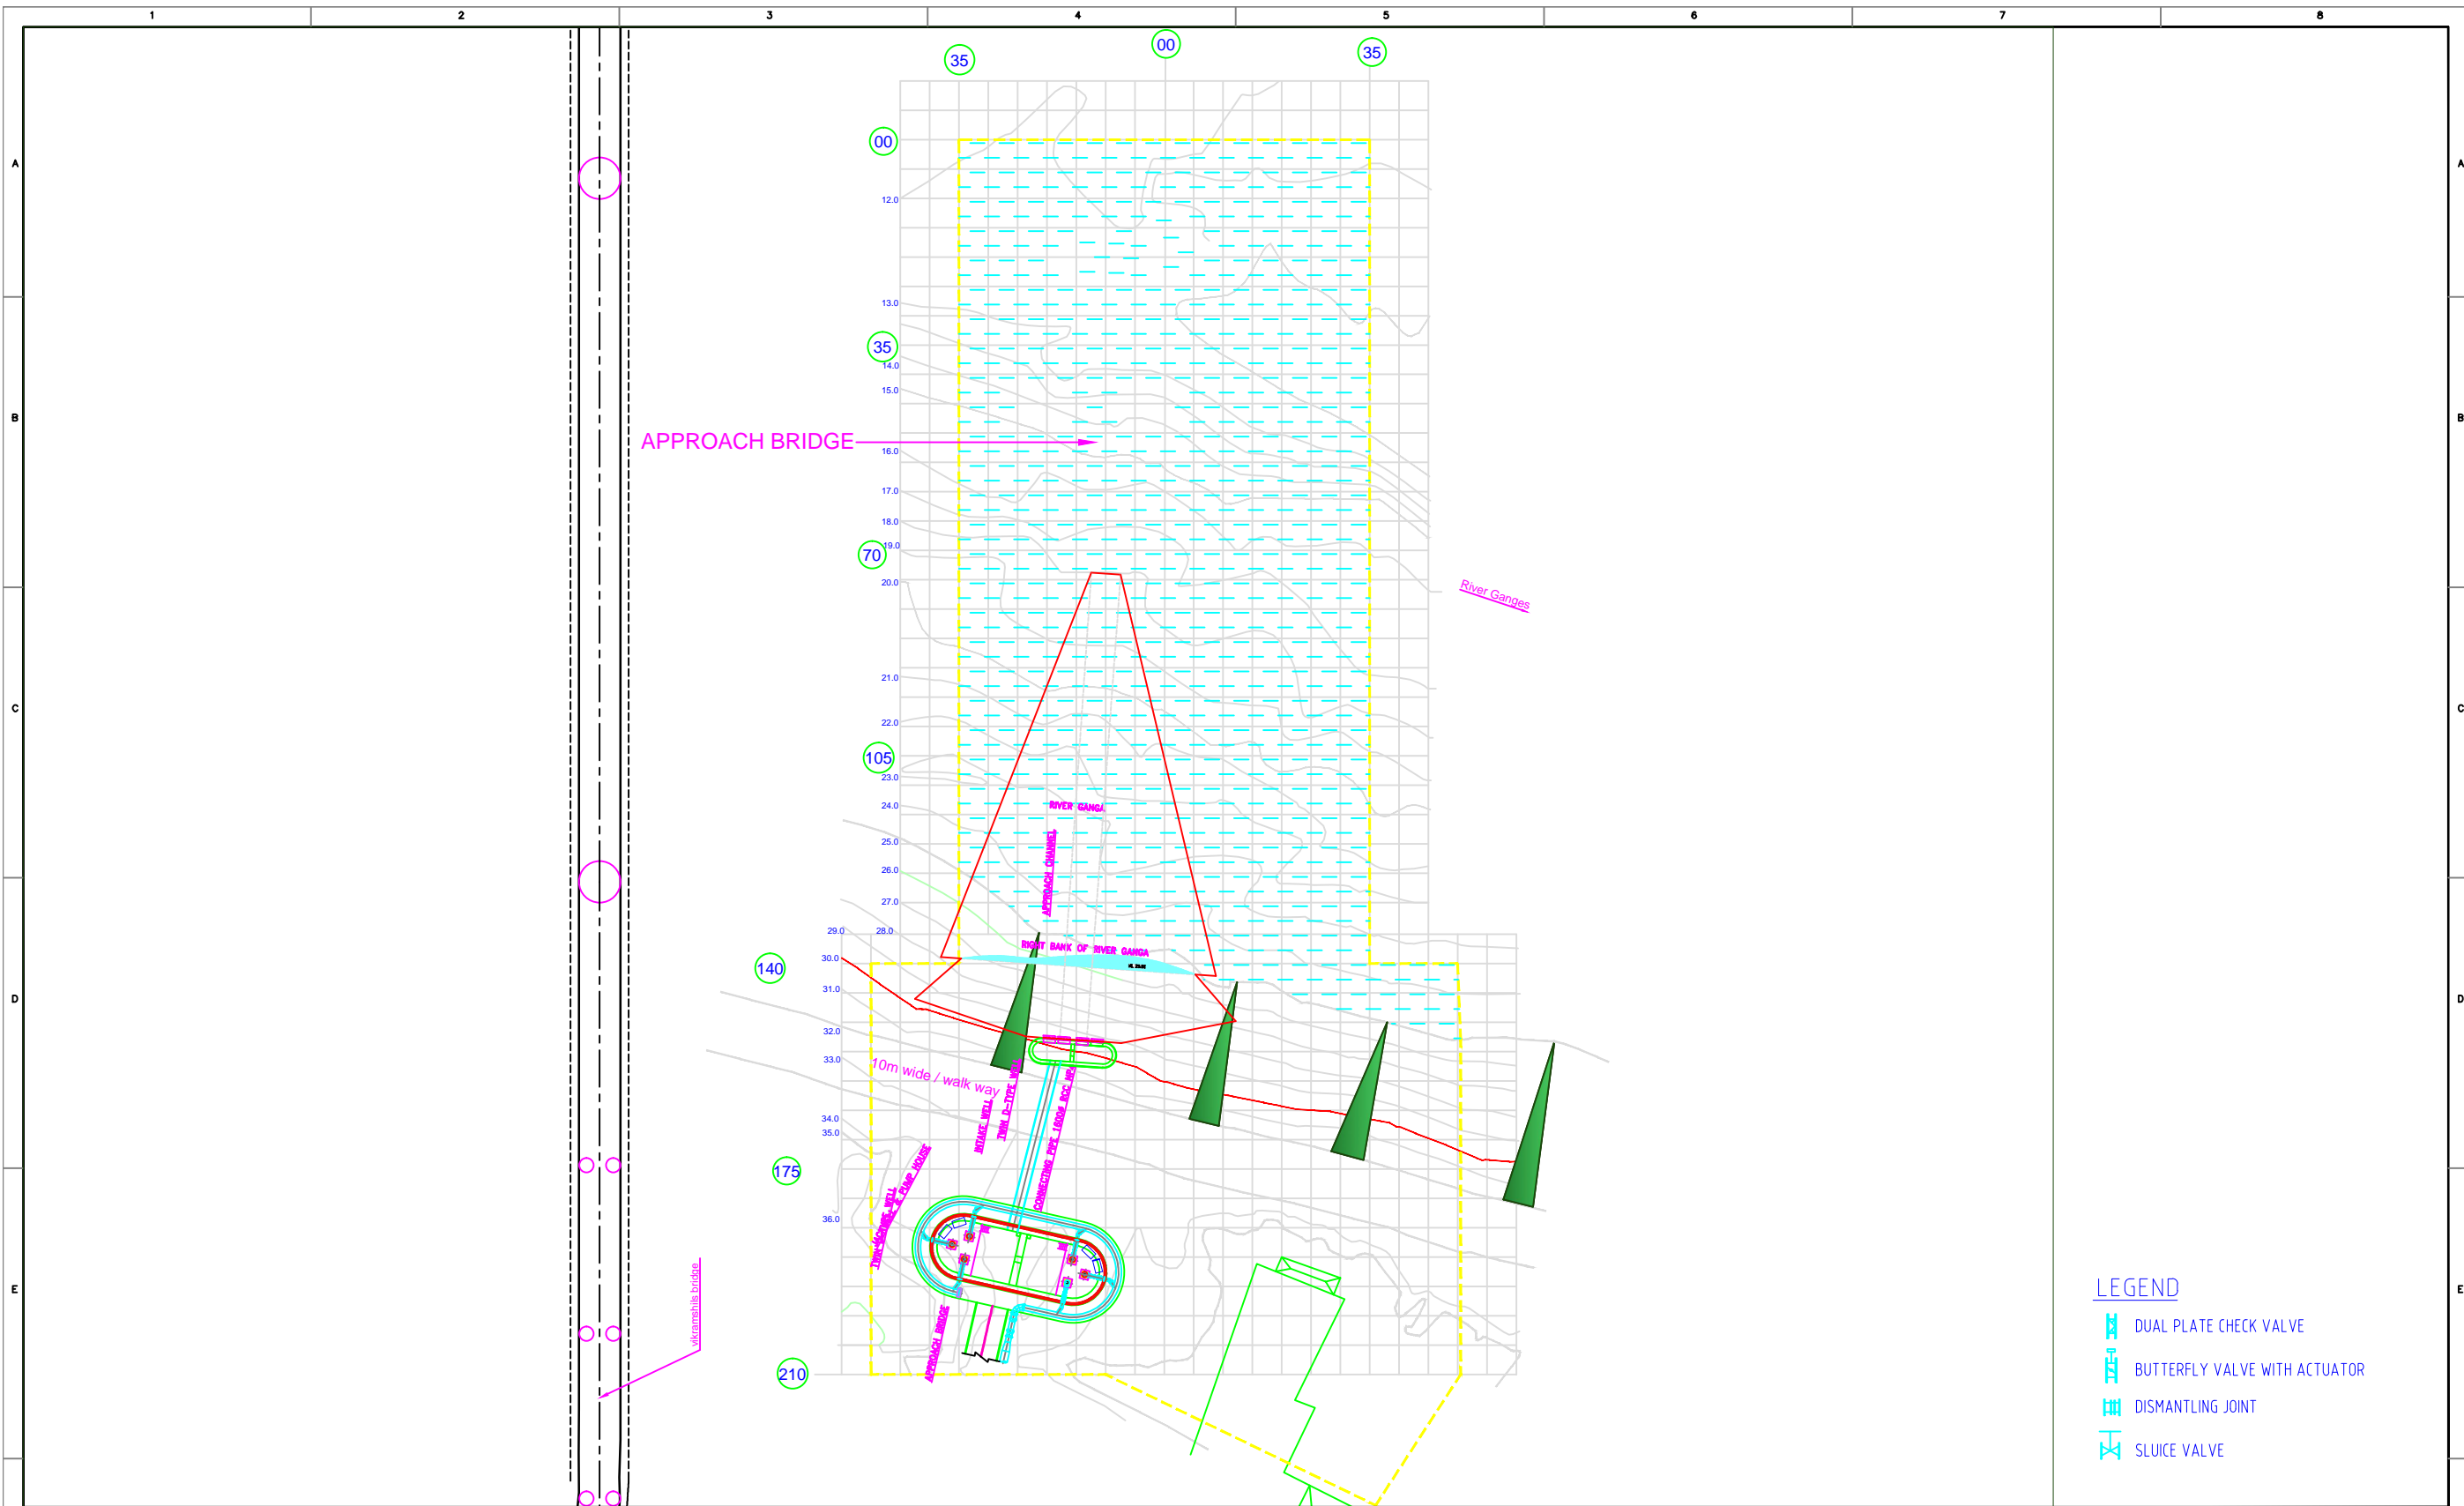 1 2 3 4 5 6 7 8
35 00 35
A A
00
12.0
13.0
35
14.0
15.0
B B
APPROACH BRIDGE
16.0
17.0
18.0
19.0
70
20.0
River Ganges
21.0
C C
22.0
105
23.0
24.0
RIVER GANGA
25.0
APPROACH CHANNEL
26.0
27.0
28.0
29.0
RIGHT BANK OF RIVER GANGA
30.0
140
31.0
D D
32.0
33.0
10m wide / walk way
INTAKE WELL
TWIN D-TYPE WELL
34.0
35.0
175
36.0
E E
APPROACH BRIDGE
vikramshils bridge
210
LEGEND
DUAL PLATE CHECK VALVE
BUTTERFLY VALVE WITH ACTUATOR
DISMANTLING JOINT
SLUICE VALVE